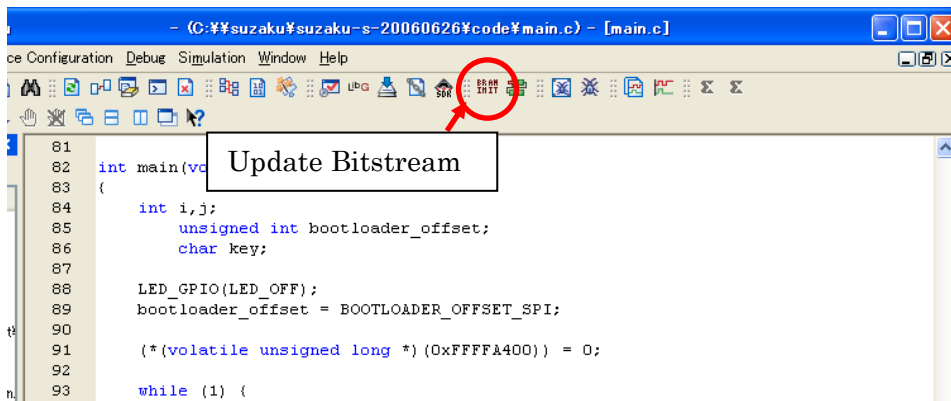 - (C:¥¥suzaku¥suzaku-s-20060626¥code¥main.c) - [main.c]
ce Configuration Debug Simulation Window Help
BRAM
INIT
SDK
Update Bitstream
81
82 int main(vo
83 {
84 int i,j;
85 unsigned int bootloader_offset;
86 char key;
87
88 LED_GPIO(LED_OFF);
89 bootloader_offset = BOOTLOADER_OFFSET_SPI;
90
91 (*(volatile unsigned long *)(0xFFFFA400)) = 0;
92
93 while (1) {